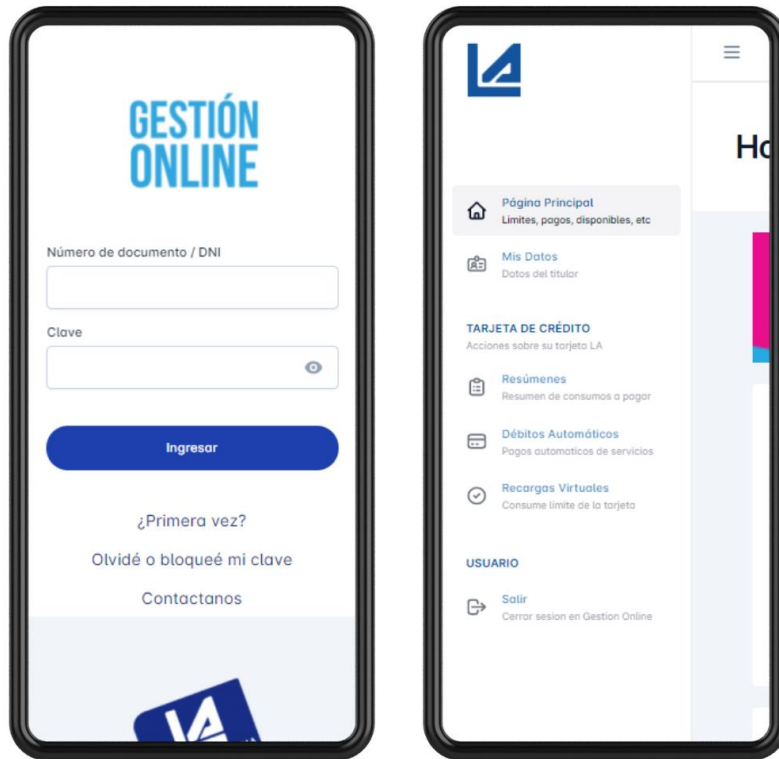 GESTIÓN
ONLINE
Número de documento / DNI
Clave
Ingresar
¿Primera vez?
Olvidé o bloqueé mi clave
Contactanos
LA
LA
Página Principal
Limites, pagos, disponibles, etc
Mis Datos
Datos del titular
TARJETA DE CRÉDITO
Acciones sobre su tarjeta LA
Resúmenes
Resumen de consumos a pagar
Débitos Automáticos
Pagos automaticos de servicios
Recargas Virtuales
Consume limite de la tarjeta
USUARIO
Salir
Cerrar sesion en Gestion Online